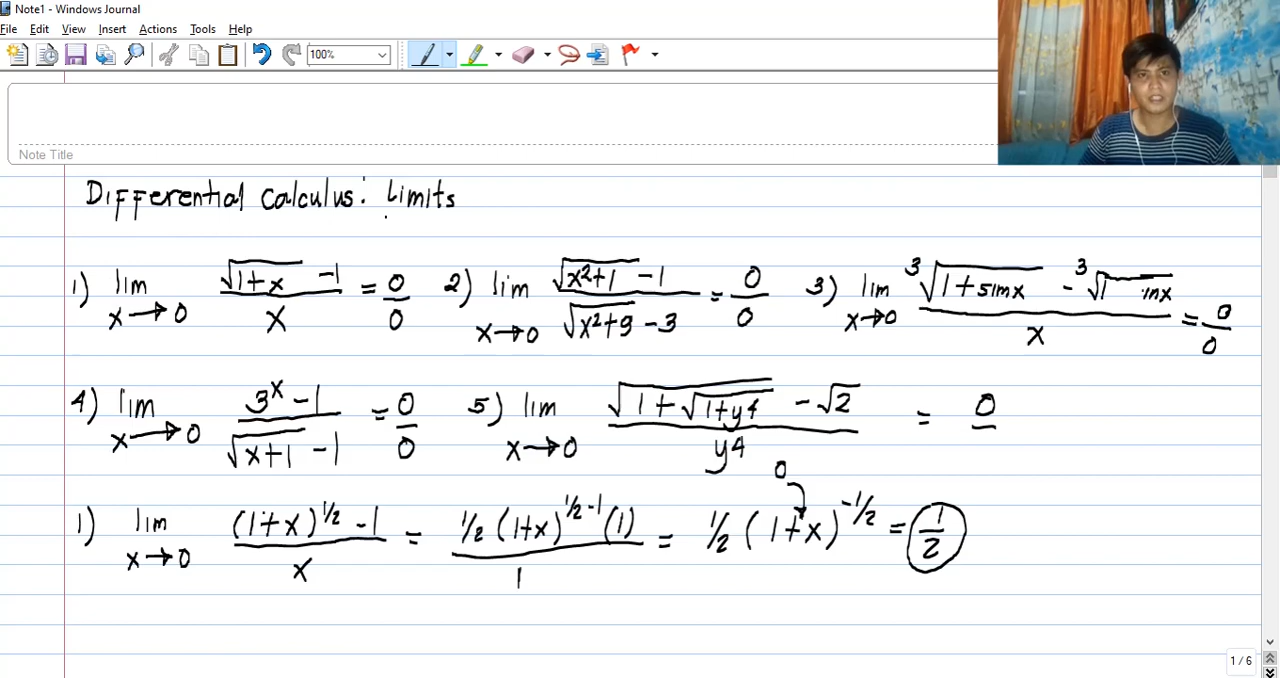 Note1 - Windows Journal
File Edit View Insert Actions Tools Help
100%
Note Title
Differential Calculus: Limits
1) lim x→0 (√(1+x) -1)/x = 0/0 2) lim x→0 (√(x²+1) -1)/(√(x²+9) -3) = 0/0 3) lim x→0 (³√(1+sinx) - ³√(1 inx))/x = 0/0
4) lim x→0 (3^x -1)/(√(x+1) -1) = 0/0 5) lim x→0 (√(1+√(1+y4)) -√2)/y4 = 0
0
1) lim x→0 ((1+x)^1/2 -1)/x = (1/2 (1+x)^(1/2-1) (1))/1 = 1/2 (1+x)^-1/2 = 1/2
1 / 6